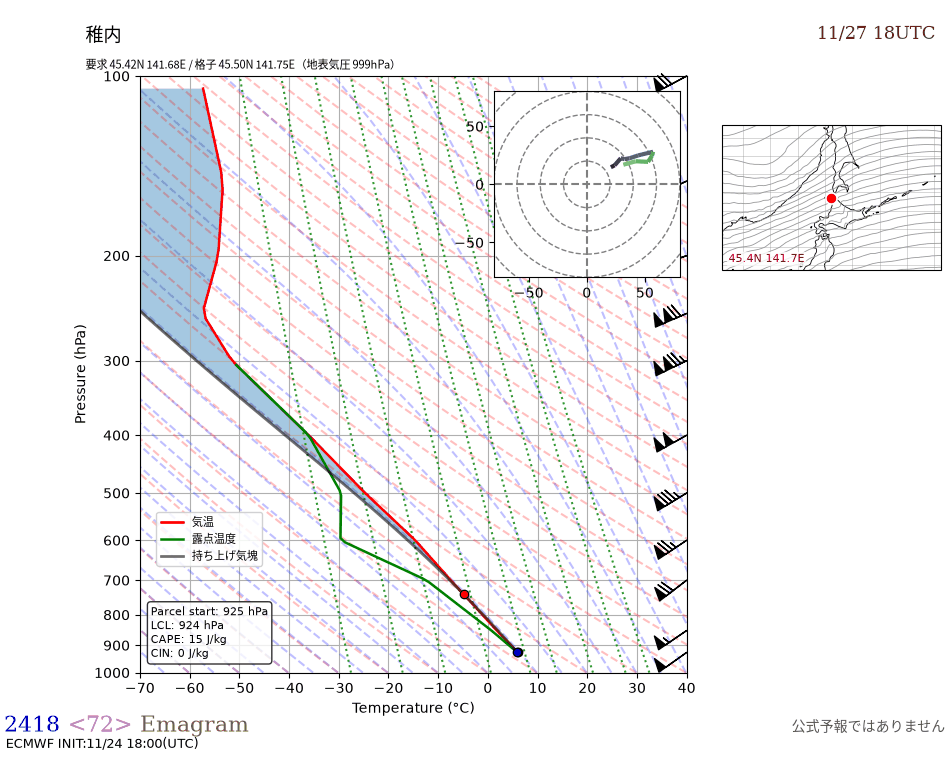 稚内
11/27 18UTC
要求 45.42N 141.68E / 格子 45.50N 141.75E（地表気圧 999hPa）
100
200
300
400
500
600
700
800
900
1000
Pressure (hPa)
−70 −60 −50 −40 −30 −20 −10 0 10 20 30 40
Temperature (°C)
50
0
−50
−50 0 50
45.4N 141.7E
気温
露点温度
持ち上げ気塊
Parcel start: 925 hPa
LCL: 924 hPa
CAPE: 15 J/kg
CIN: 0 J/kg
2418 <72> Emagram
公式予報ではありません
ECMWF INIT:11/24 18:00(UTC)